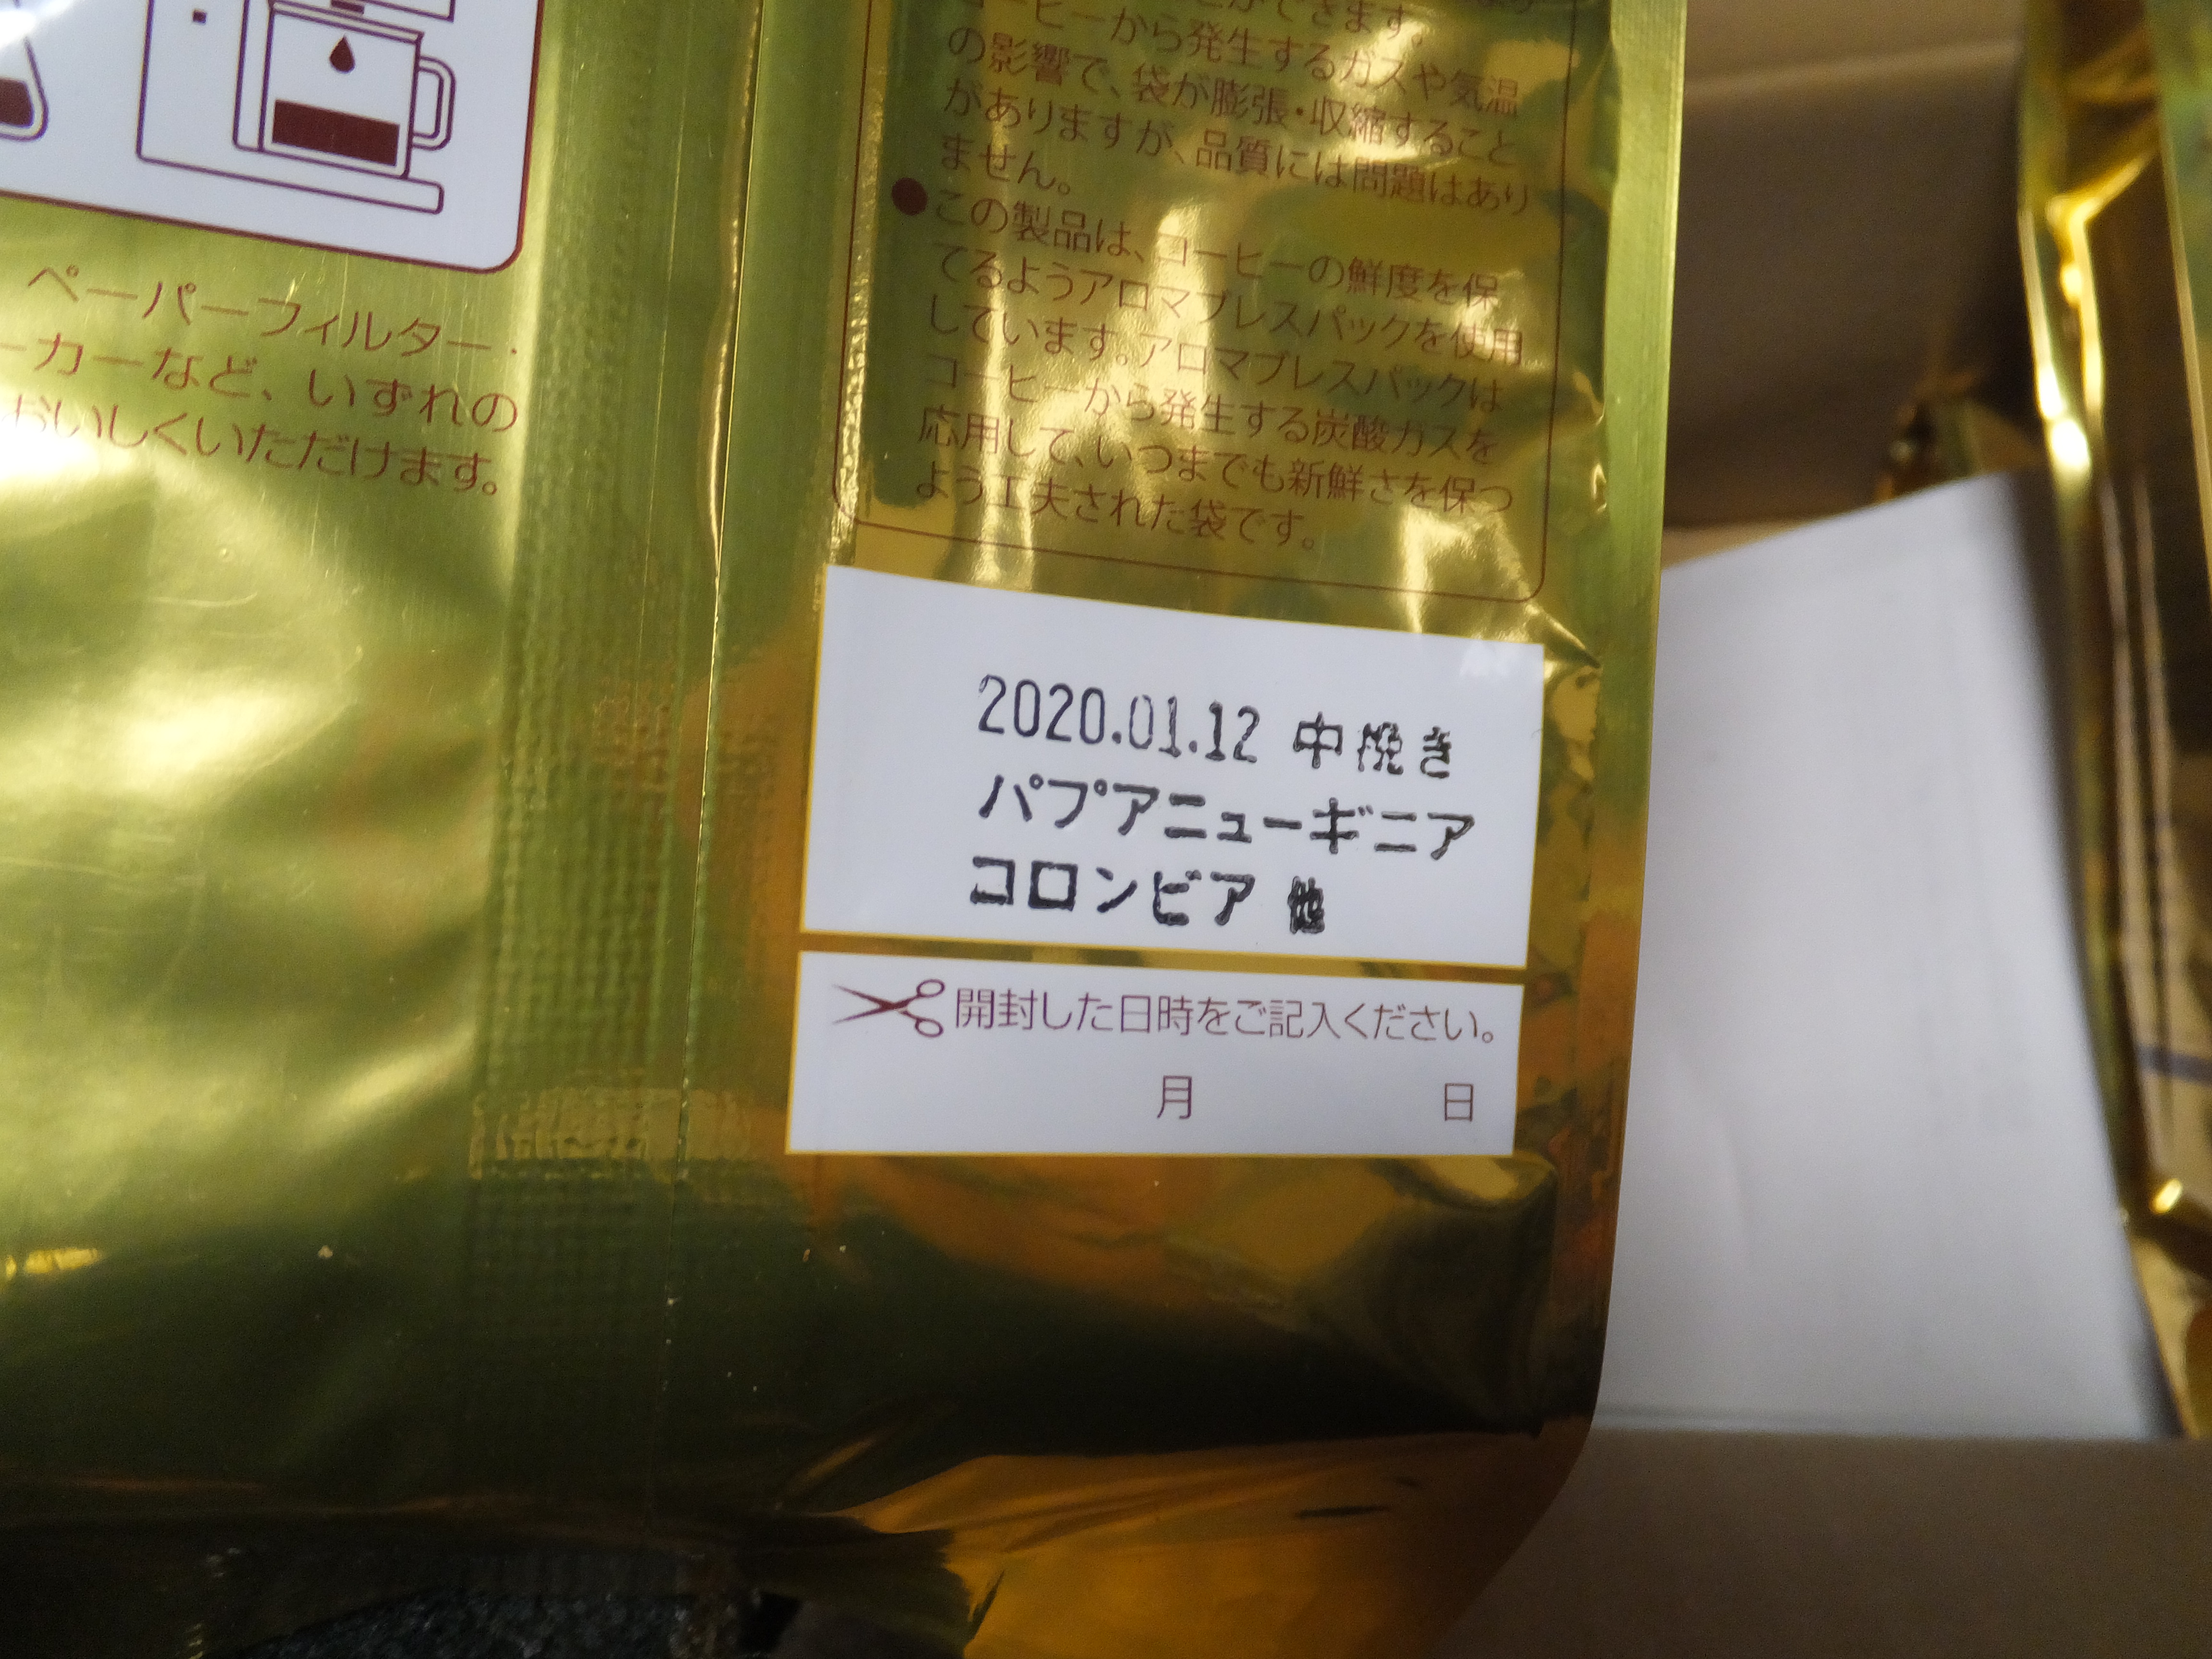 ペーパーフィルター・
ーカーなど、いずれの
おいしくいただけます。
ができます。
コーヒーから発生するガスや気温
の影響で、袋が膨張・収縮すること
がありますが、品質には問題はあり
ません。
●この製品は、コーヒーの鮮度を保
てるようアロマブレスパックを使用
しています。アロマブレスパックは
コーヒーから発生する炭酸ガスを
応用して、いつまでも新鮮さを保つ
よう工夫された袋です。
2020.01.12 中挽き
パプアニューギニア
コロンビア 他
開封した日時をご記入ください。
月 日